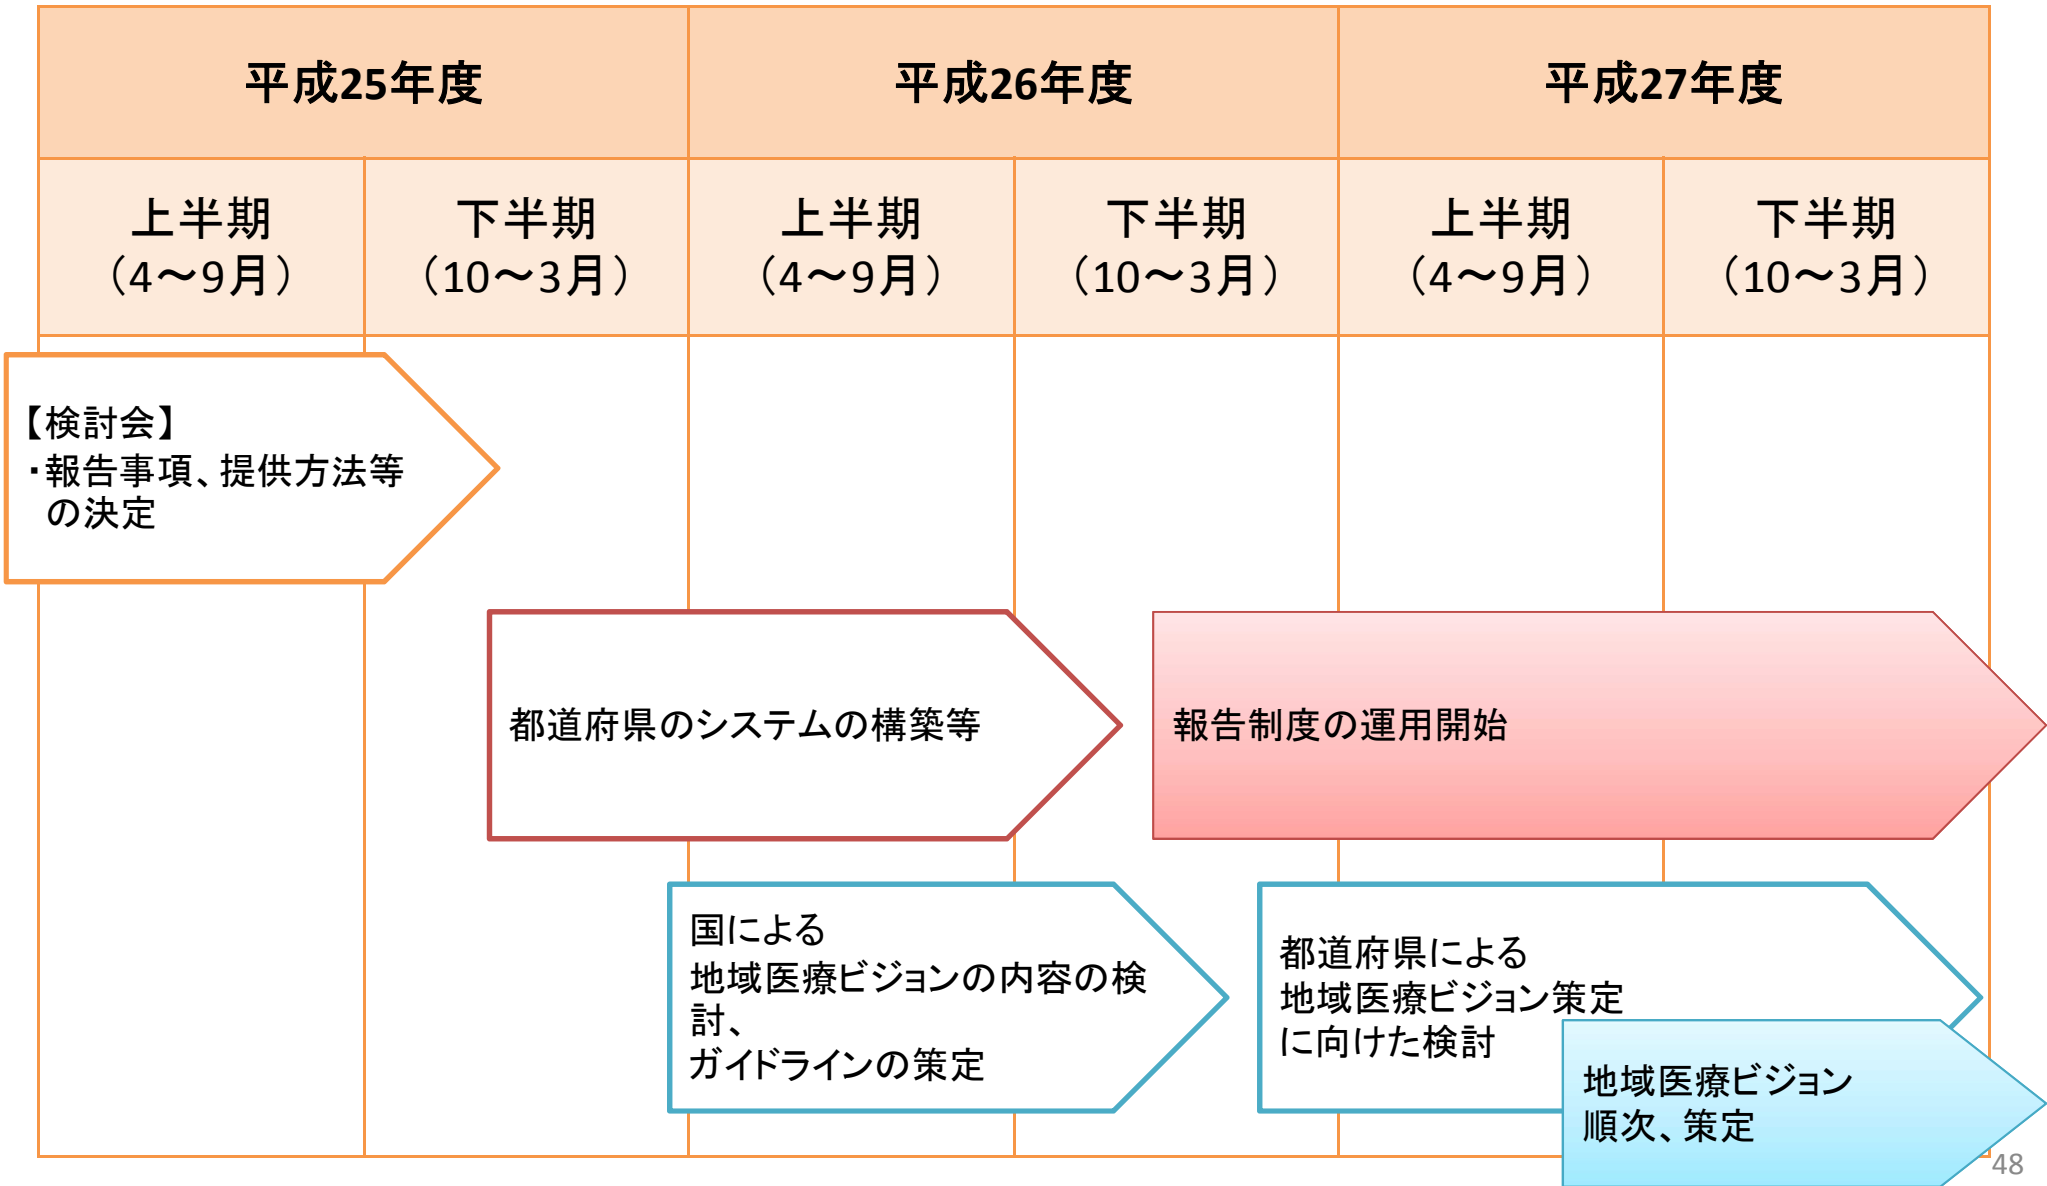 平成25年度
平成26年度
平成27年度
上半期
（4～9月）
下半期
（10～3月）
上半期
（4～9月）
下半期
（10～3月）
上半期
（4～9月）
下半期
（10～3月）
【検討会】
・報告事項、提供方法等
の決定
都道府県のシステムの構築等
報告制度の運用開始
国による
地域医療ビジョンの内容の検
討、
ガイドラインの策定
都道府県による
地域医療ビジョン策定
に向けた検討
地域医療ビジョン
順次、策定
48